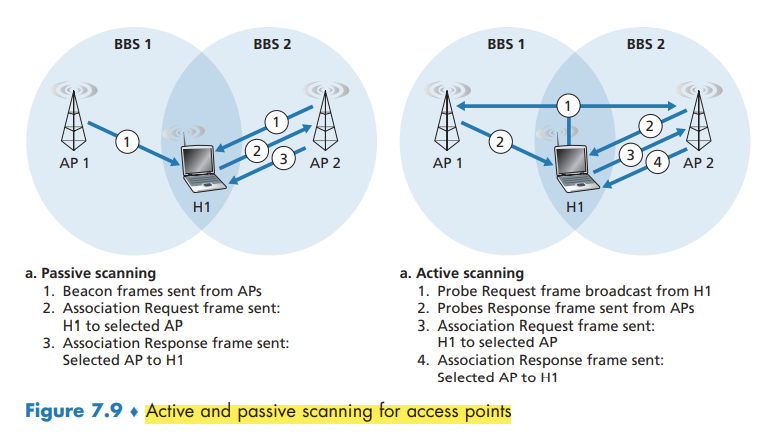 BBS 1
BBS 2
1
1
2
3
AP 1
AP 2
H1
a. Passive scanning
1. Beacon frames sent from APs
2. Association Request frame sent:
H1 to selected AP
3. Association Response frame sent:
Selected AP to H1
BBS 1
BBS 2
1
2
2
3
4
AP 1
AP 2
H1
a. Active scanning
1. Probe Request frame broadcast from H1
2. Probes Response frame sent from APs
3. Association Request frame sent:
H1 to selected AP
4. Association Response frame sent:
Selected AP to H1
Figure 7.9 ♦ Active and passive scanning for access points